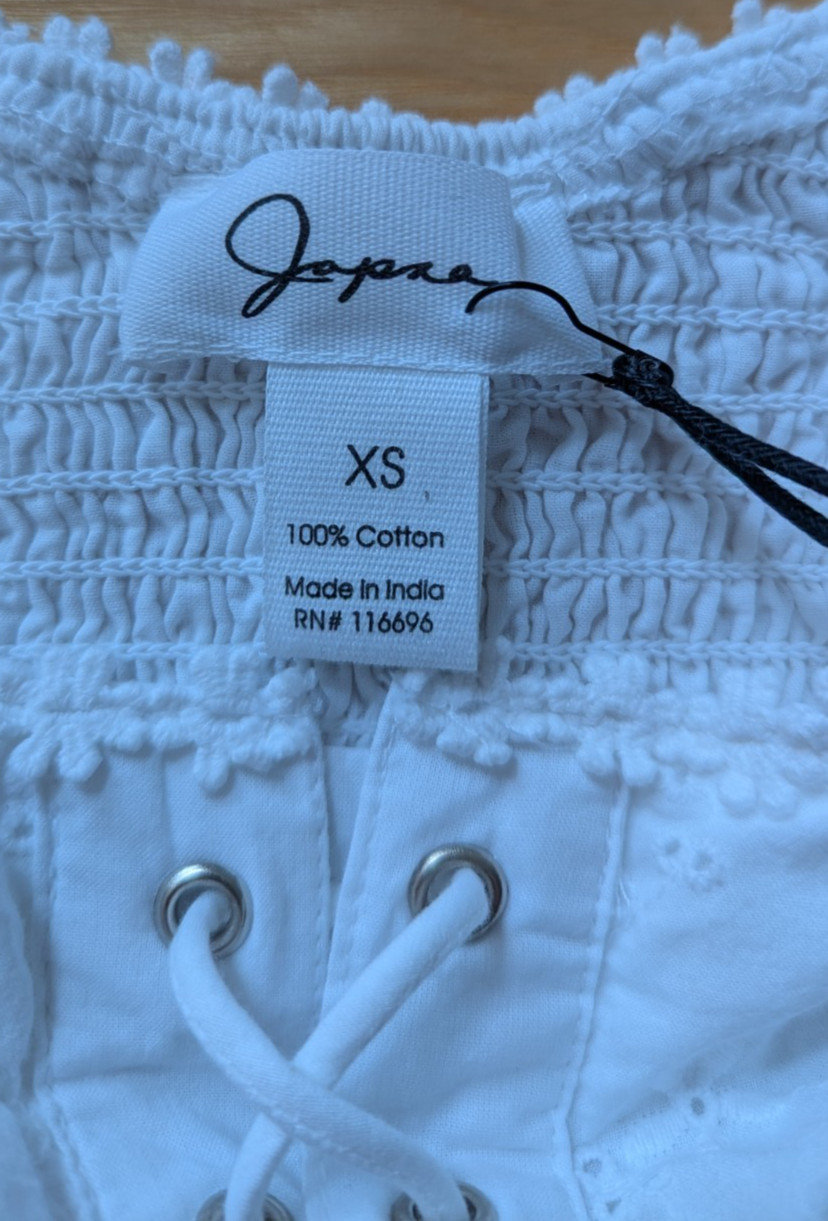 Japna
XS
100% Cotton
Made in India
RN# 116696